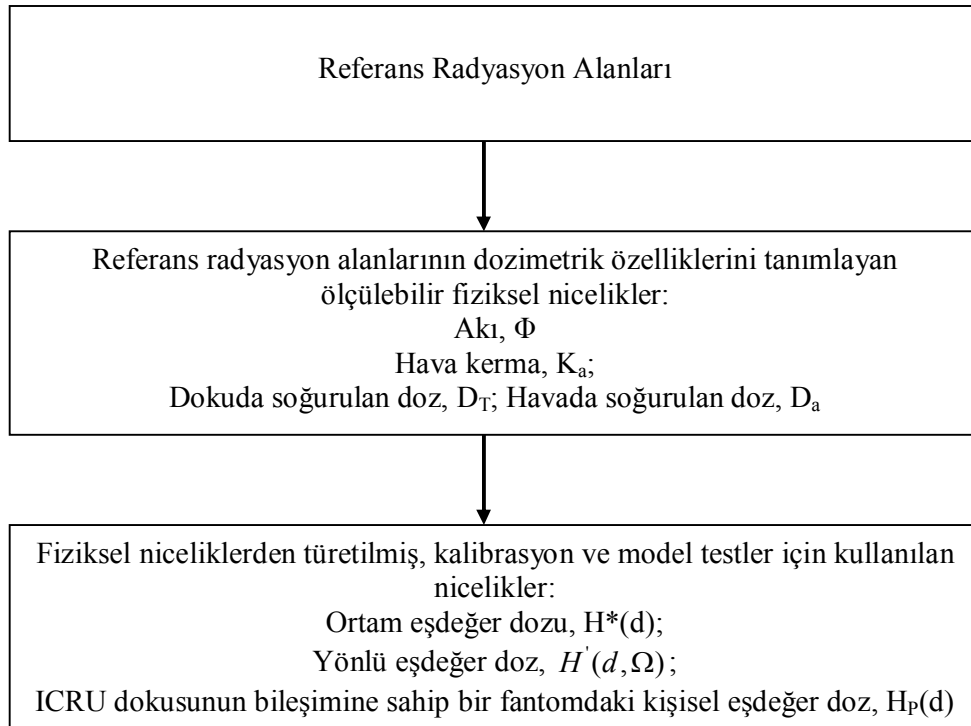 Referans Radyasyon Alanları
Referans radyasyon alanlarının dozimetrik özelliklerini tanımlayan
ölçülebilir fiziksel nicelikler:
Akı, Φ
Hava kerma, Kₐ;
Dokuda soğurulan doz, D_T; Havada soğurulan doz, Dₐ
Fiziksel niceliklerden türetilmiş, kalibrasyon ve model testler için kullanılan
nicelikler:
Ortam eşdeğer dozu, H*(d);
Yönlü eşdeğer doz, H'(d,Ω);
ICRU dokusunun bileşimine sahip bir fantomdaki kişisel eşdeğer doz, H_P(d)